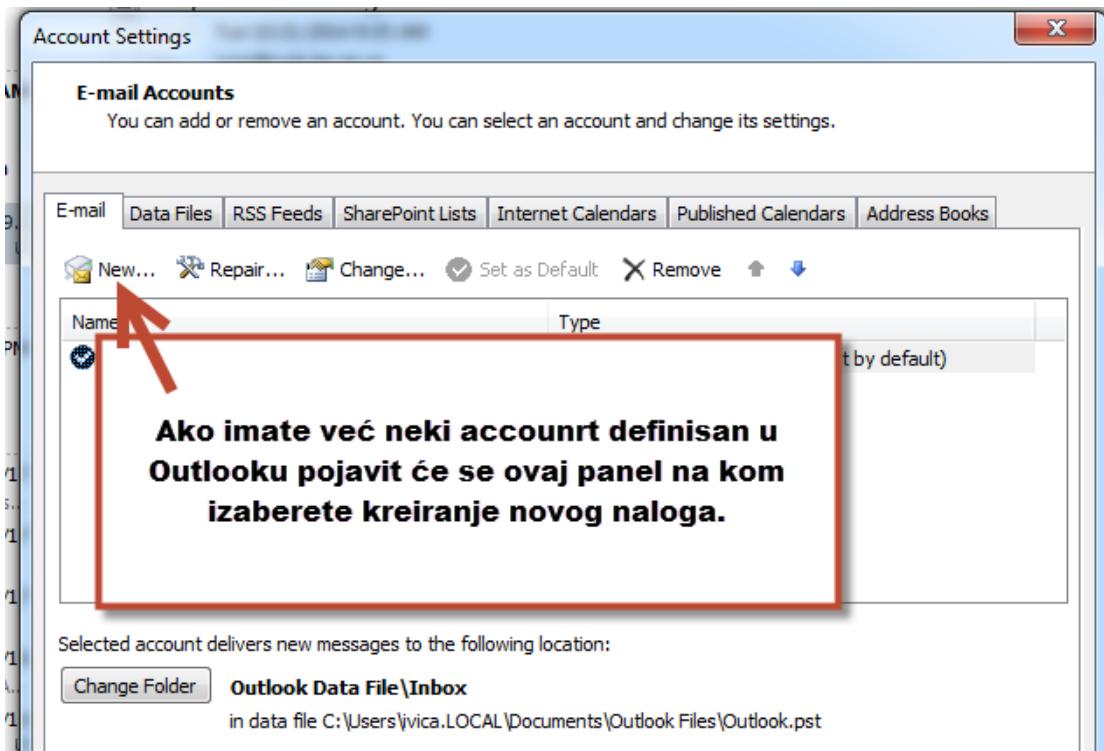 Account Settings
E-mail Accounts
You can add or remove an account. You can select an account and change its settings.
E-mail Data Files RSS Feeds SharePoint Lists Internet Calendars Published Calendars Address Books
New... Repair... Change... Set as Default Remove
Name Type
t by default)
Ako imate već neki accounrt definisan u
Outlooku pojavit će se ovaj panel na kom
izaberete kreiranje novog naloga.
Selected account delivers new messages to the following location:
Change Folder Outlook Data File\Inbox
in data file C:\Users\ivica.LOCAL\Documents\Outlook Files\Outlook.pst